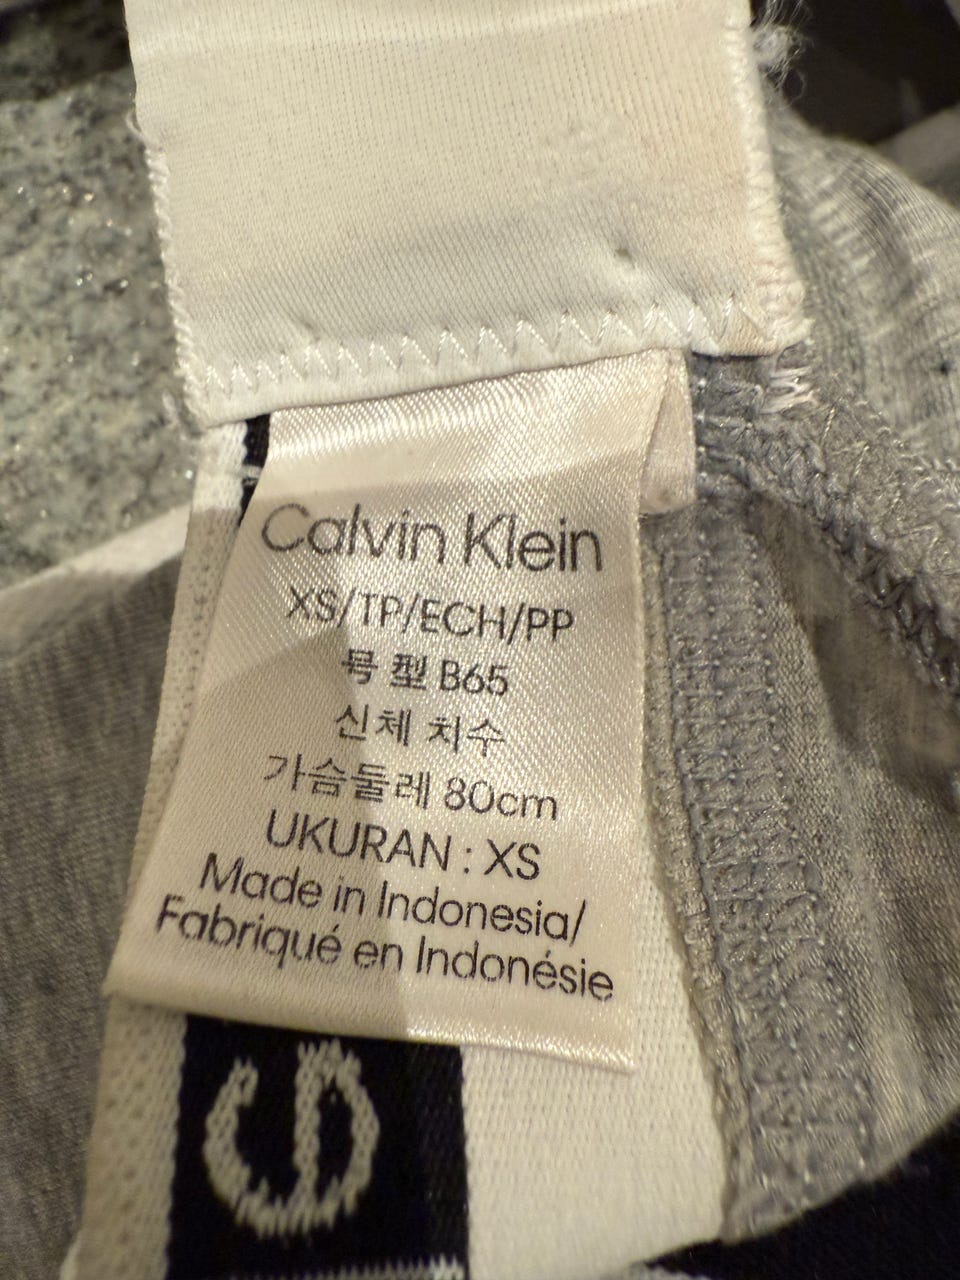 Calvin Klein
XS/TP/ECH/PP
号 型 B65
신체 치수
가슴둘레 80cm
UKURAN : XS
Made in Indonesia/
Fabriqué en Indonésie